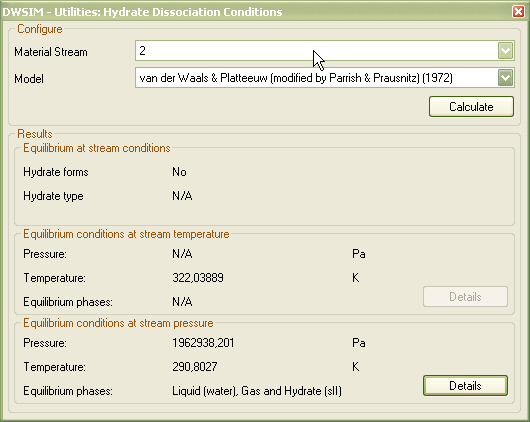 DWSIM - Utilities: Hydrate Dissociation Conditions
Configure
Material Stream 2
Model van der Waals & Platteeuw (modified by Parrish & Prausnitz) (1972)
Calculate
Results
Equilibrium at stream conditions
Hydrate forms No
Hydrate type N/A
Equilibrium conditions at stream temperature
Pressure: N/A Pa
Temperature: 322,03889 K
Equilibrium phases: N/A Details
Equilibrium conditions at stream pressure
Pressure: 1962938,201 Pa
Temperature: 290,8027 K
Equilibrium phases: Liquid (water), Gas and Hydrate (sII) Details